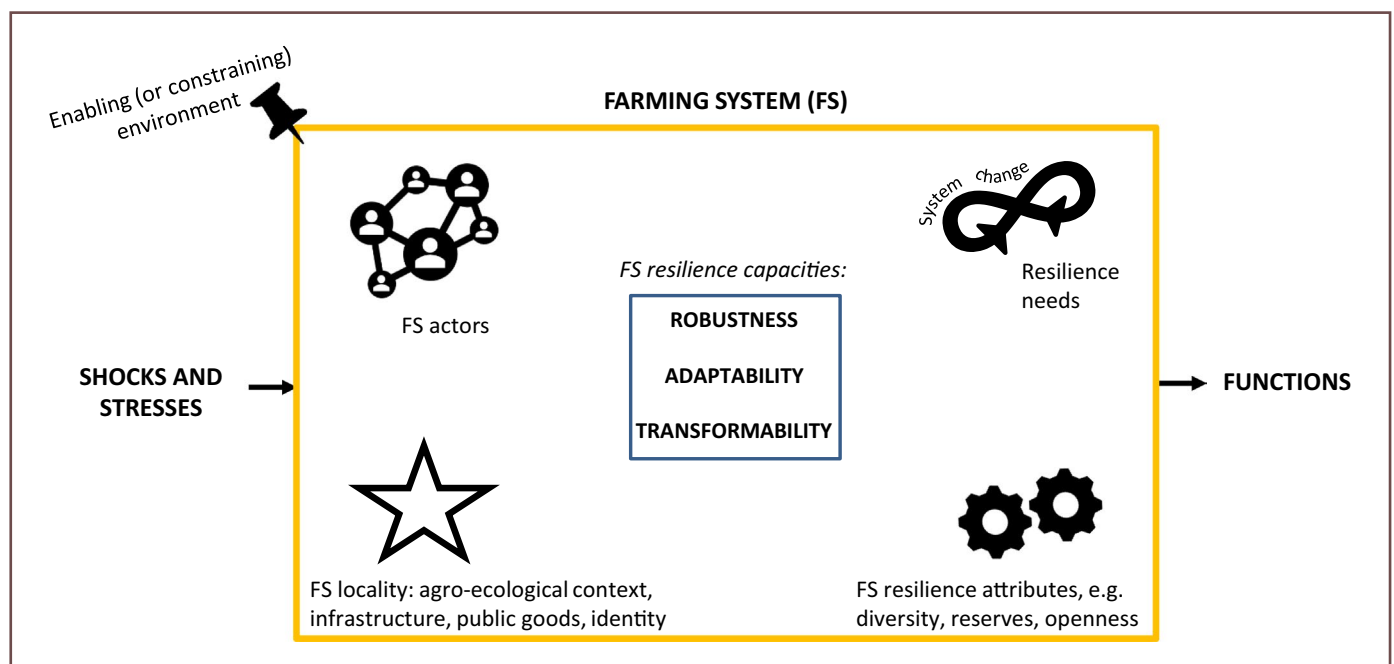 Enabling (or constraining)
environment
FARMING SYSTEM (FS)
System change
FS resilience capacities:
Resilience
needs
ROBUSTNESS
FS actors
ADAPTABILITY
SHOCKS AND
STRESSES
FUNCTIONS
TRANSFORMABILITY
FS locality: agro-ecological context,
infrastructure, public goods, identity
FS resilience attributes, e.g.
diversity, reserves, openness